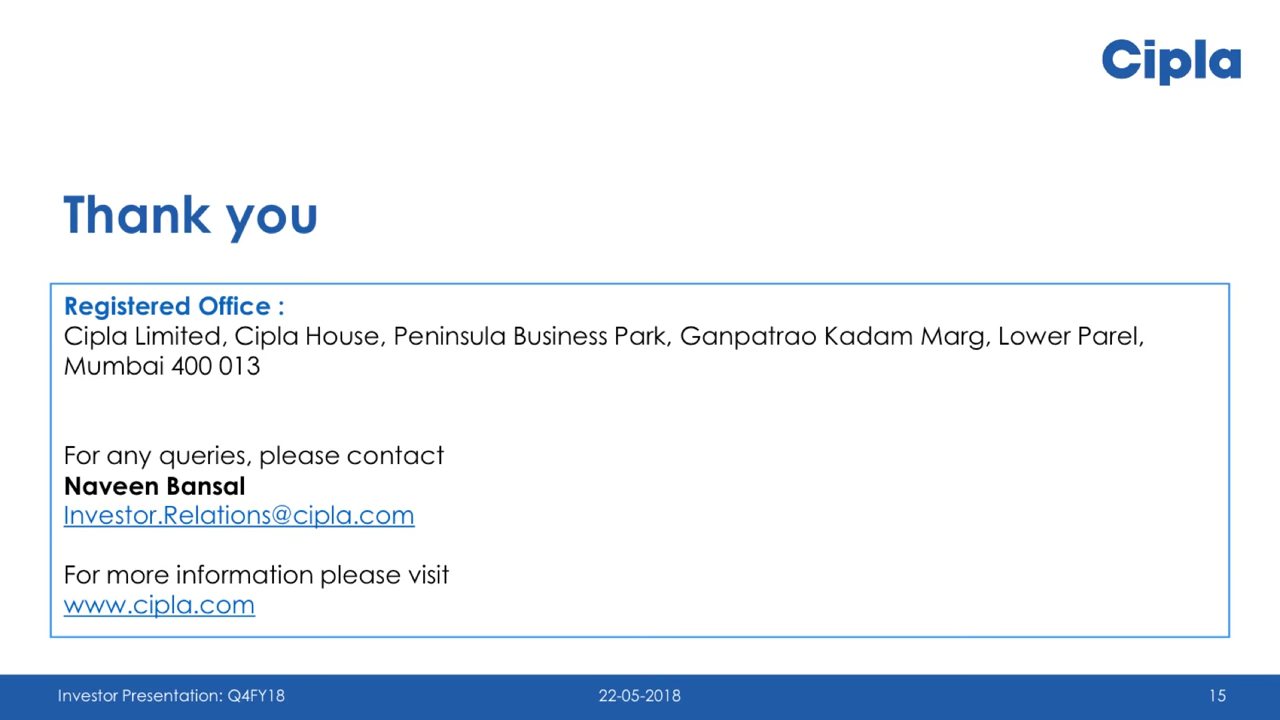 Cipla
Thank you
Registered Office :
Cipla Limited, Cipla House, Peninsula Business Park, Ganpatrao Kadam Marg, Lower Parel,
Mumbai 400 013
For any queries, please contact
Naveen Bansal
Investor.Relations@cipla.com
For more information please visit
www.cipla.com
Investor Presentation: Q4FY18 22-05-2018 15